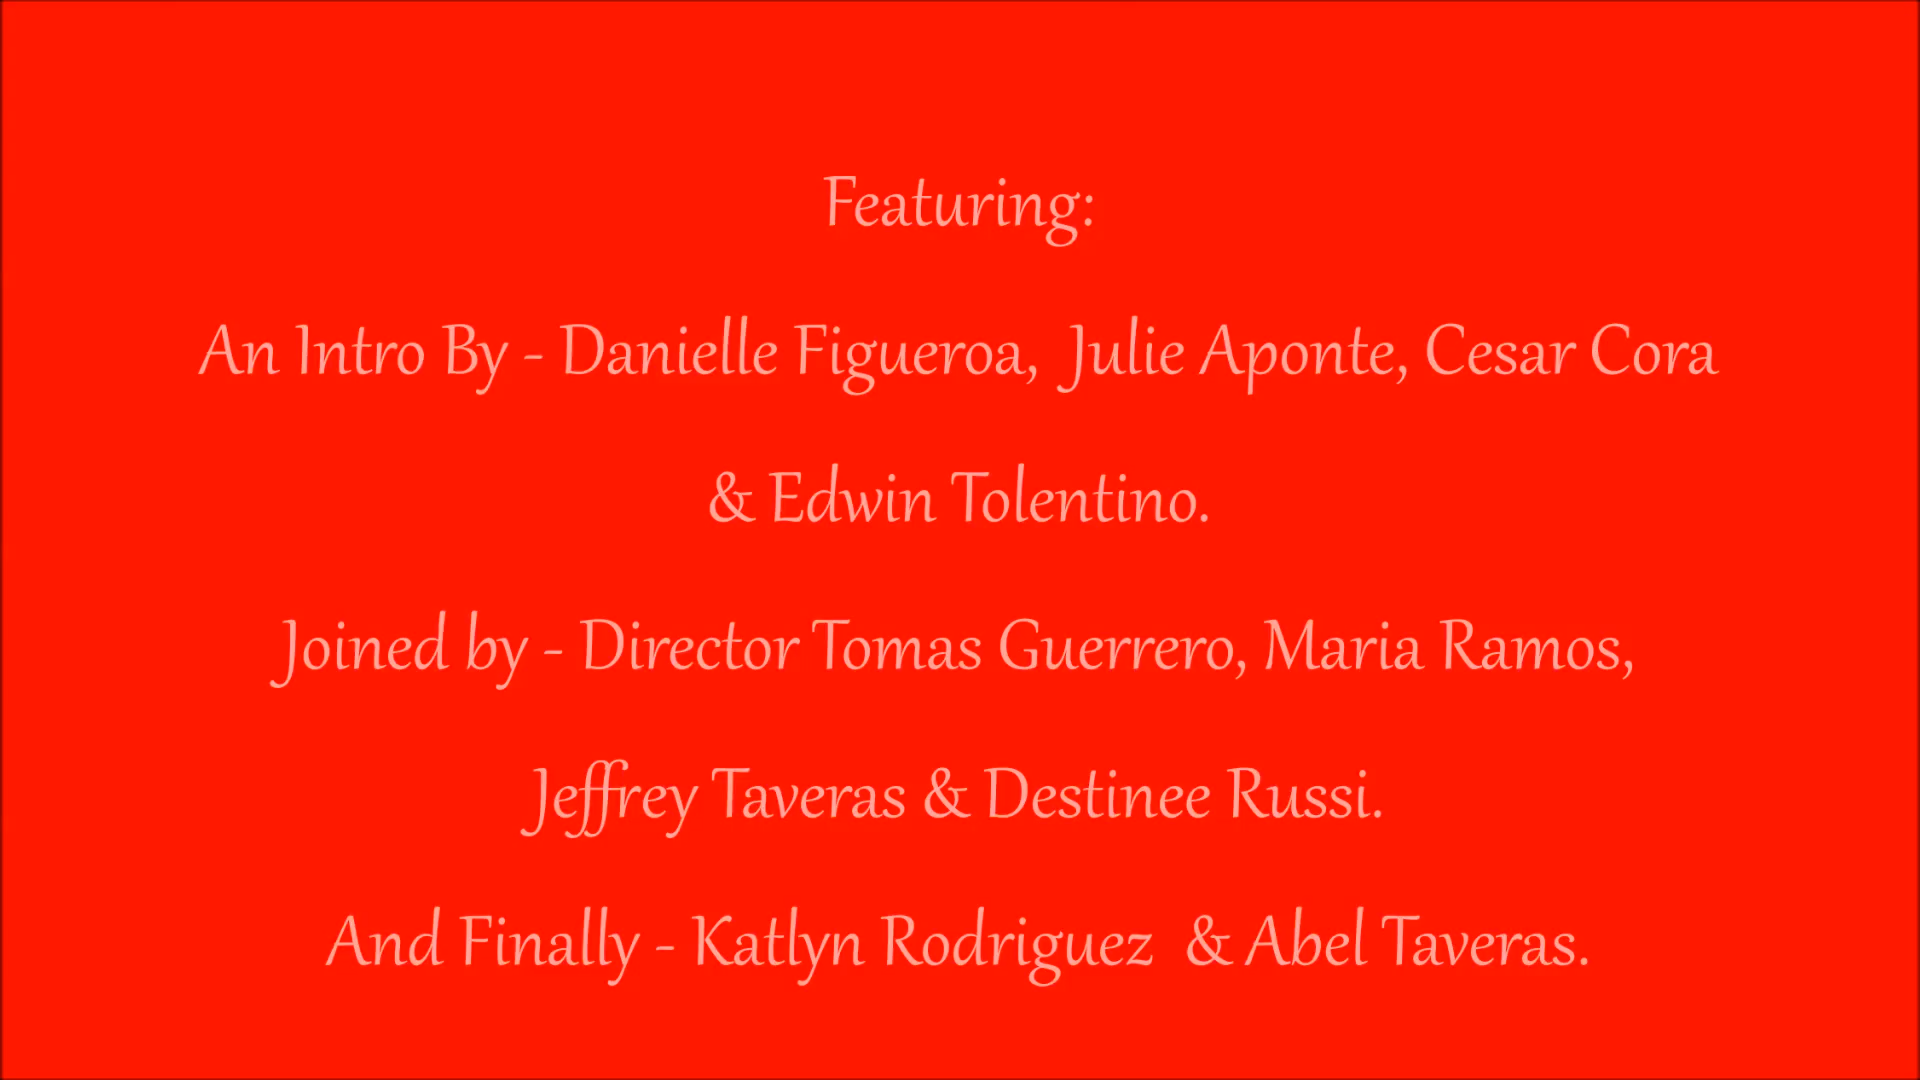 Featuring:
An Intro By - Danielle Figueroa, Julie Aponte, Cesar Cora
& Edwin Tolentino.
Joined by - Director Tomas Guerrero, Maria Ramos,
Jeffrey Taveras & Destinee Russi.
And Finally - Katlyn Rodriguez & Abel Taveras.